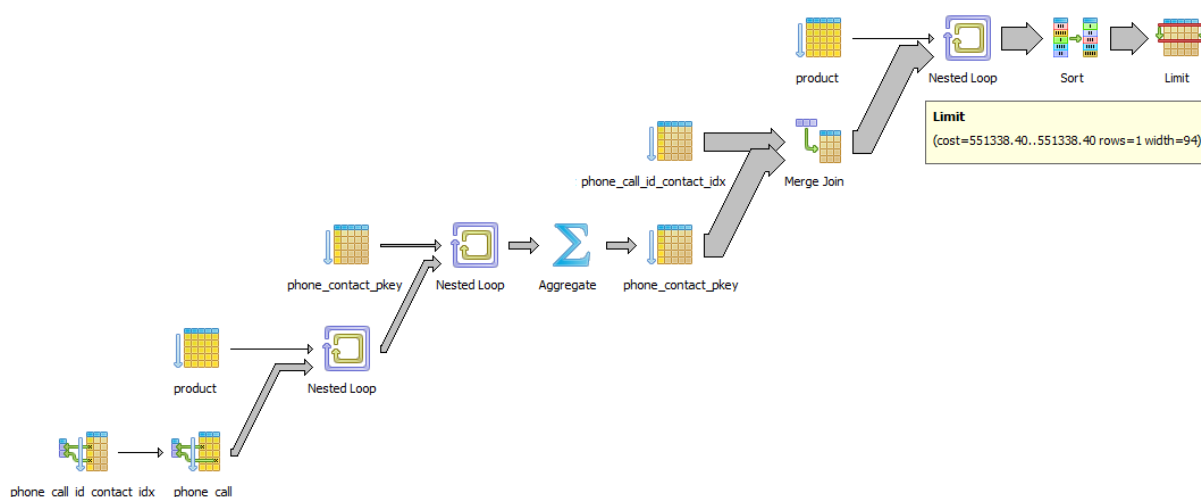 product
Nested Loop
Sort
Limit
Limit
(cost=551338.40..551338.40 rows=1 width=94)
phone_call_id_contact_idx
Merge Join
phone_contact_pkey
Nested Loop
Aggregate
phone_contact_pkey
product
Nested Loop
phone_call_id_contact_idx
phone_call